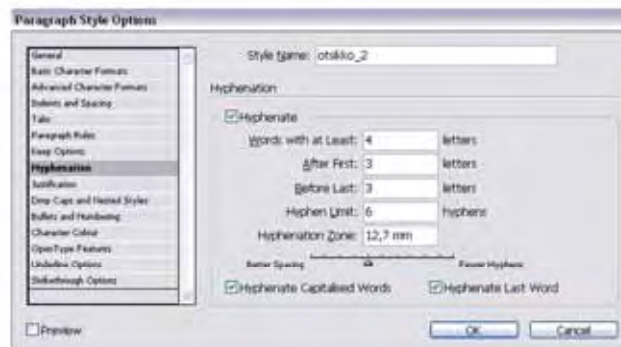 Paragraph Style Options
General
Basic Character Formats
Advanced Character Formats
Indents and Spacing
Tabs
Paragraph Rules
Keep Options
Hyphenation
Justification
Drop Caps and Nested Styles
Bullets and Numbering
Character Colour
OpenType Features
Underline Options
Strikethrough Options
Style Name: otsikko_2
Hyphenation
Hyphenate
Words with at Least: 4 letters
After First: 3 letters
Before Last: 3 letters
Hyphen Limit: 6 hyphens
Hyphenation Zone: 12,7 mm
Better Spacing Fewer Hyphens
Hyphenate Capitalised Words Hyphenate Last Word
Preview OK Cancel